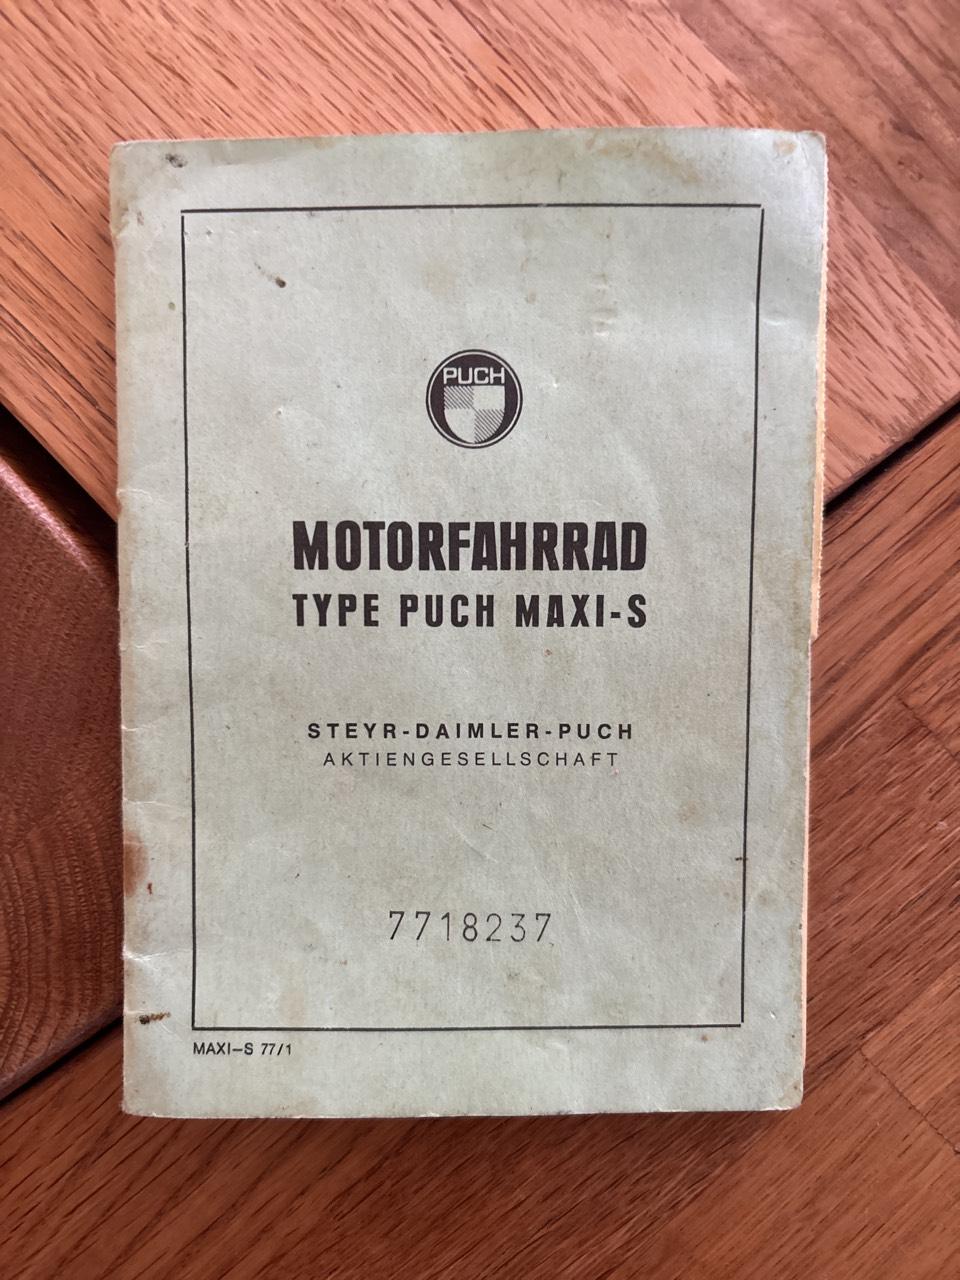 PUCH
MOTORFAHRRAD
TYPE PUCH MAXI-S
STEYR-DAIMLER-PUCH
AKTIENGESELLSCHAFT
7718237
MAXI–S 77/1